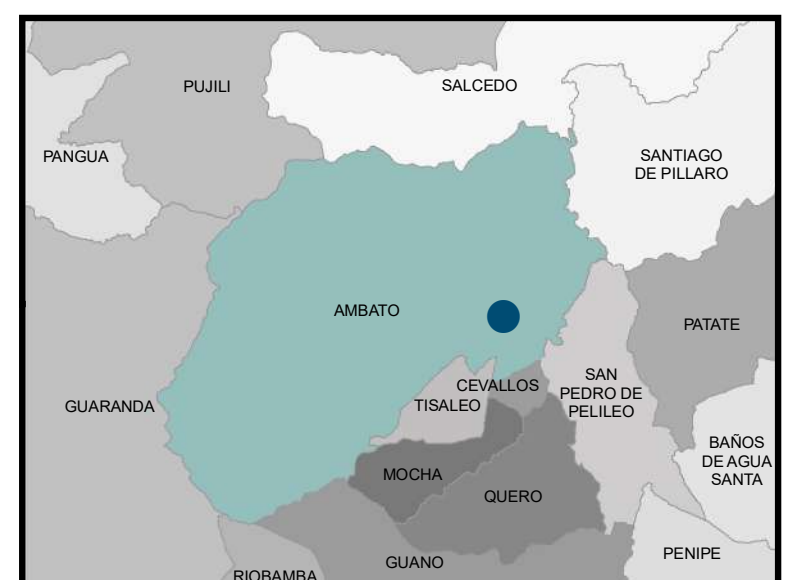 PUJILI
SALCEDO
PANGUA
SANTIAGO
DE PILLARO
AMBATO
PATATE
GUARANDA
CEVALLOS
TISALEO
SAN
PEDRO DE
PELILEO
BAÑOS
DE AGUA
SANTA
MOCHA
QUERO
PENIPE
GUANO
RIOBAMBA